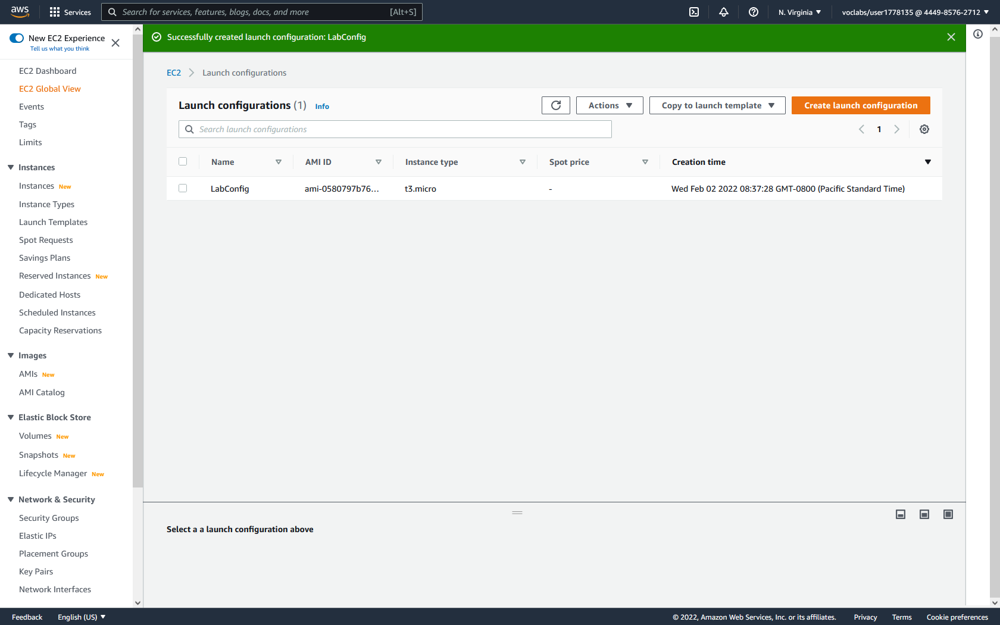 aws
Services
Search for services, features, blogs, docs, and more
[Alt+S]
N. Virginia
voclabs/user1778135 @ 4449-8576-2712
New EC2 Experience
Tell us what you think
EC2 Dashboard
EC2 Global View
Events
Tags
Limits
Instances
Instances New
Instance Types
Launch Templates
Spot Requests
Savings Plans
Reserved Instances New
Dedicated Hosts
Scheduled Instances
Capacity Reservations
Images
AMIs New
AMI Catalog
Elastic Block Store
Volumes New
Snapshots New
Lifecycle Manager New
Network & Security
Security Groups
Elastic IPs
Placement Groups
Key Pairs
Network Interfaces
Successfully created launch configuration: LabConfig
EC2 Launch configurations
Launch configurations (1) Info
Actions
Copy to launch template
Create launch configuration
Search launch configurations
1
Name AMI ID Instance type Spot price Creation time
LabConfig ami-0580797b76... t3.micro - Wed Feb 02 2022 08:37:28 GMT-0800 (Pacific Standard Time)
Select a a launch configuration above
Feedback English (US) © 2022, Amazon Web Services, Inc. or its affiliates. Privacy Terms Cookie preferences